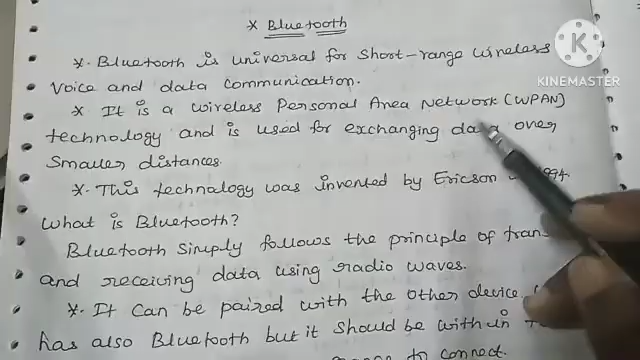 * Bluetooth
* Bluetooth is universal for Short-range wireless
Voice and data communication.
* It is a wireless Personal Area Network (WPAN)
technology and is used for exchanging data over
Smaller distances.
* This technology was invented by Ericson
What is Bluetooth?
Bluetooth Simply follows the principle of
and receiving data using radio waves.
* It can be paired with the other device
has also Bluetooth but it should be with in
to connect.
KINEMASTER